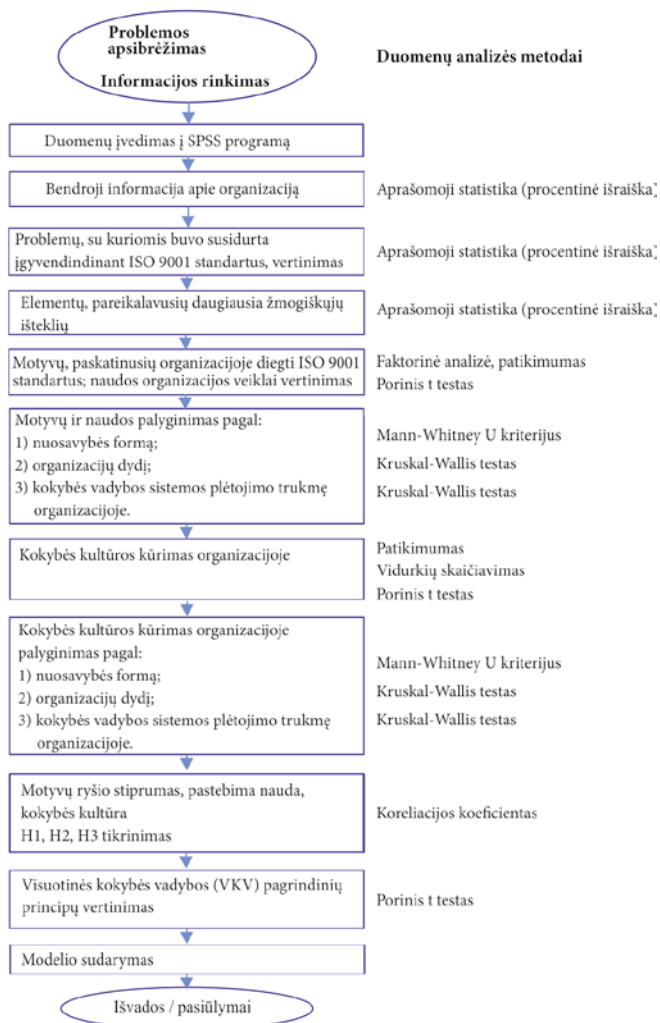 Problemos
apsibrėžimas
Informacijos rinkimas
Duomenų analizės metodai
Duomenų įvedimas į SPSS programą
Bendroji informacija apie organizaciją
Aprašomoji statistika (procentinė išraiška)
Problemų, su kuriomis buvo susidurta
įgyvendindinant ISO 9001 standartus, vertinimas
Aprašomoji statistika (procentinė išraiška)
Elementų, pareikalavusių daugiausia žmogiškųjų
išteklių
Aprašomoji statistika (procentinė išraiška)
Motyvų, paskatinusių organizacijoje diegti ISO 9001
standartus; naudos organizacijos veiklai vertinimas
Faktorinė analizė, patikimumas
Porinis t testas
Motyvų ir naudos palyginimas pagal:
1) nuosavybės formą;
2) organizacijų dydį;
3) kokybės vadybos sistemos plėtojimo trukmę
organizacijoje.
Mann-Whitney U kriterijus
Kruskal-Wallis testas
Kruskal-Wallis testas
Kokybės kultūros kūrimas organizacijoje
Patikimumas
Vidurkių skaičiavimas
Porinis t testas
Kokybės kultūros kūrimas organizacijoje
palyginimas pagal:
1) nuosavybės formą;
2) organizacijų dydį;
3) kokybės vadybos sistemos plėtojimo trukmę
organizacijoje.
Mann-Whitney U kriterijus
Kruskal-Wallis testas
Kruskal-Wallis testas
Motyvų ryšio stiprumas, pastebima nauda,
kokybės kultūra
H1, H2, H3 tikrinimas
Koreliacijos koeficientas
Visuotinės kokybės vadybos (VKV) pagrindinių
principų vertinimas
Porinis t testas
Modelio sudarymas
Išvados / pasiūlymai